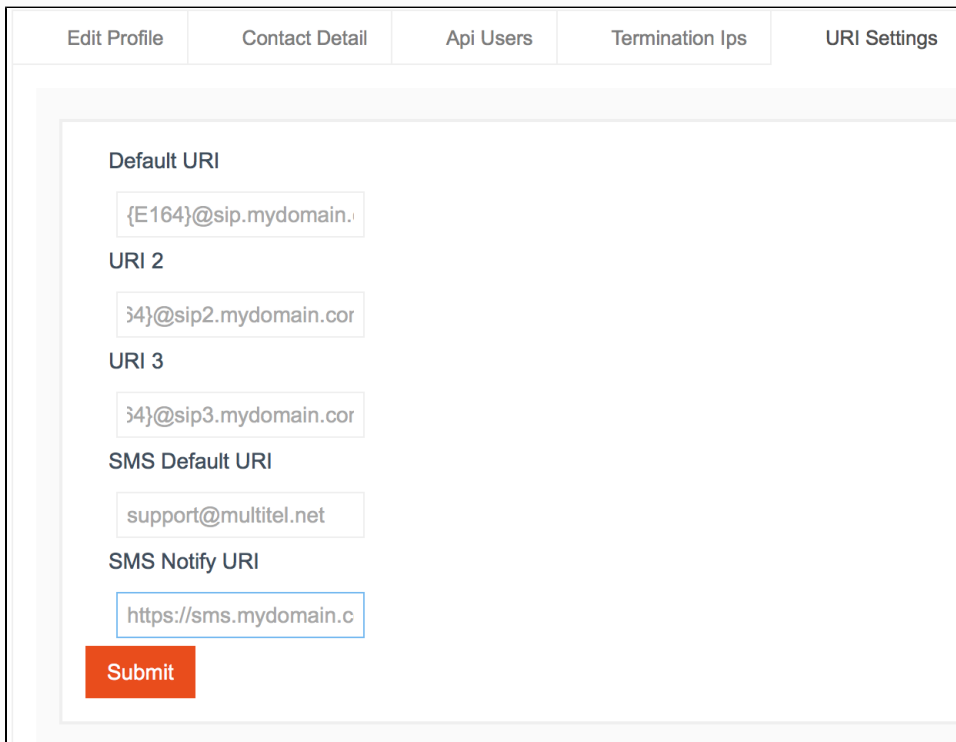 Edit Profile Contact Detail Api Users Termination Ips URI Settings
Default URI
{E164}@sip.mydomain.
URI 2
64}@sip2.mydomain.cor
URI 3
64}@sip3.mydomain.cor
SMS Default URI
support@multitel.net
SMS Notify URI
https://sms.mydomain.c
Submit